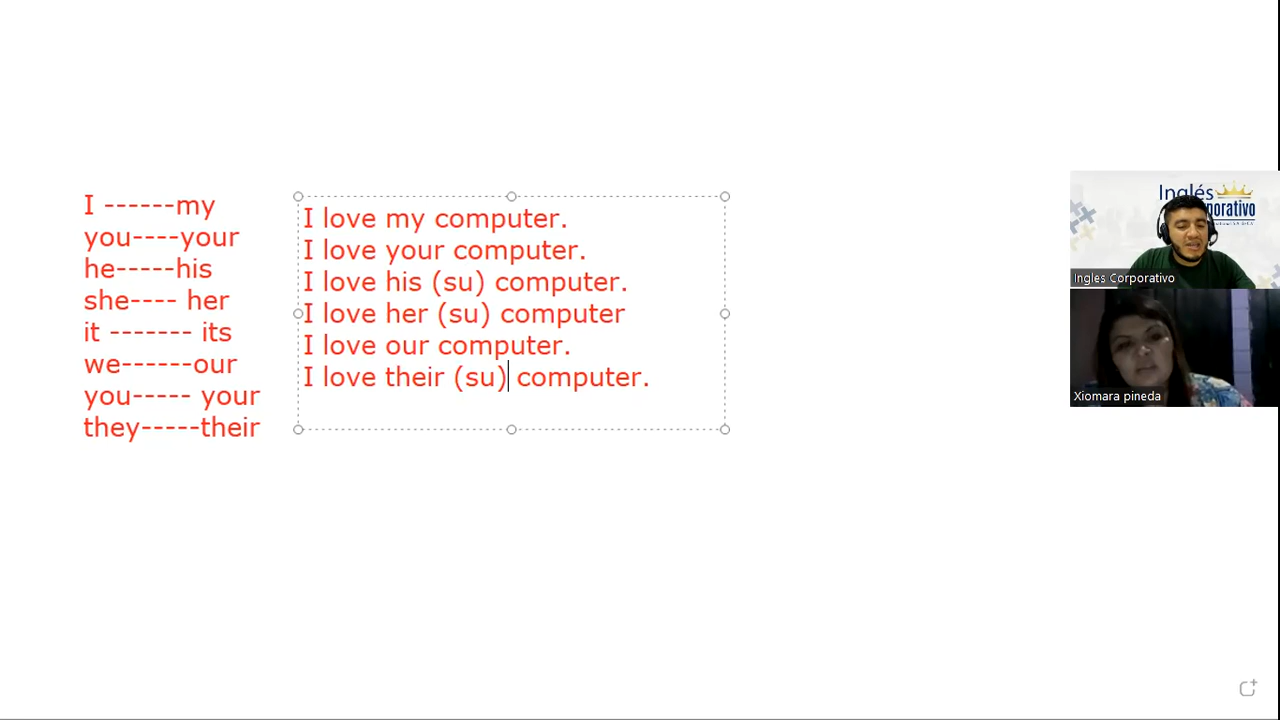 I ------my
you----your
he-----his
she---- her
it ------- its
we------our
you----- your
they-----their
I love my computer.
I love your computer.
I love his (su) computer.
I love her (su) computer
I love our computer.
I love their (su) computer.
Inglés
Ingles Corporativo
Xiomara pineda